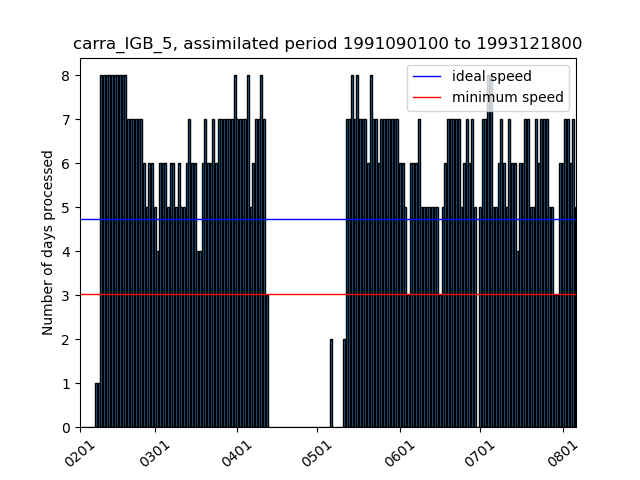 carra_IGB_5, assimilated period 1991090100 to 1993121800
ideal speed
minimum speed
Number of days processed
8
7
6
5
4
3
2
1
0
0201 0301 0401 0501 0601 0701 0801